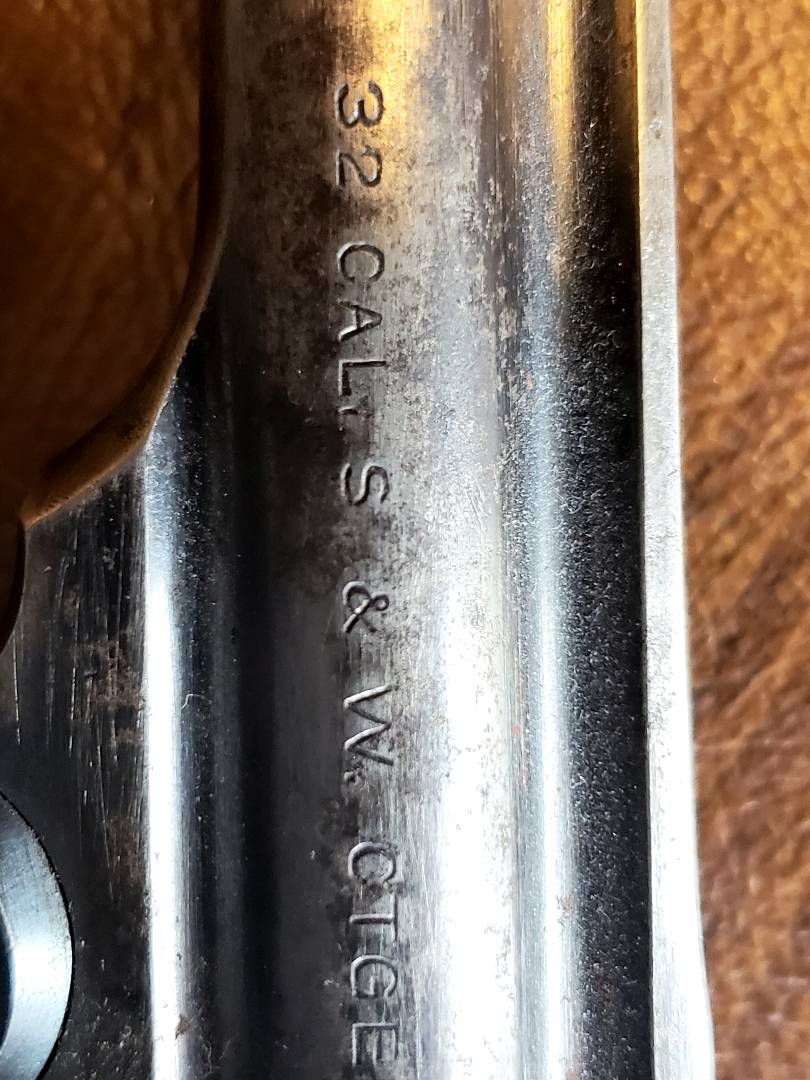 32 CAL. S & W. CTGE